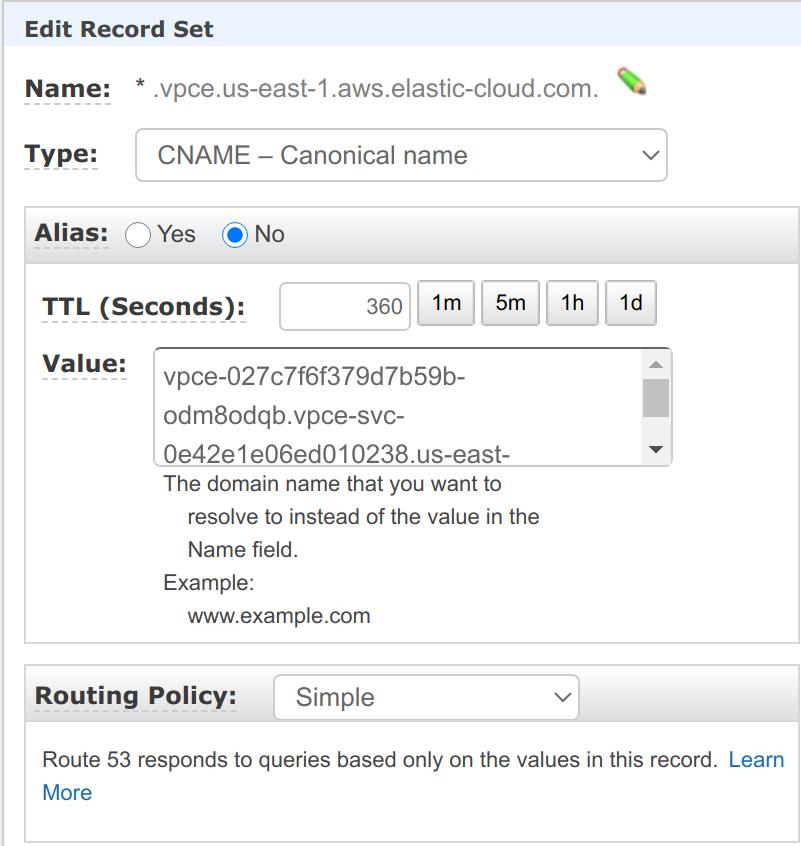 Edit Record Set
Name: * .vpce.us-east-1.aws.elastic-cloud.com.
Type: CNAME – Canonical name
Alias: Yes No
TTL (Seconds): 360 1m 5m 1h 1d
Value: vpce-027c7f6f379d7b59b-
odm8odqb.vpce-svc-
0e42e1e06ed010238.us-east-
The domain name that you want to
resolve to instead of the value in the
Name field.
Example:
www.example.com
Routing Policy: Simple
Route 53 responds to queries based only on the values in this record. Learn
More